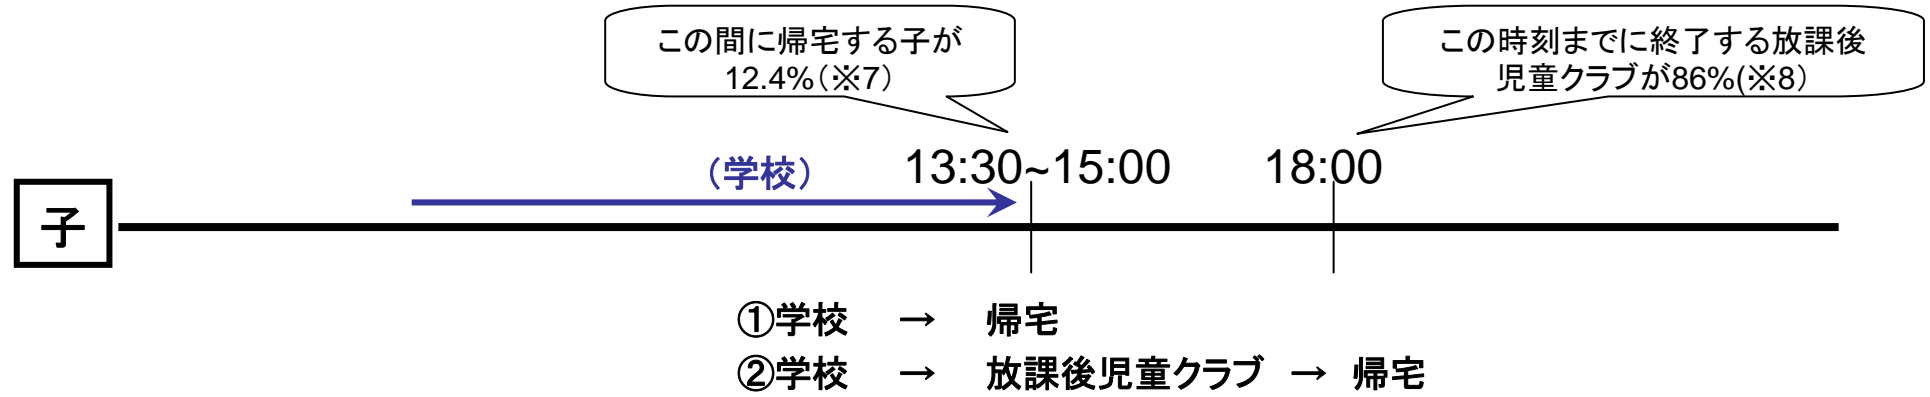 この間に帰宅する子が
12.4%(※7)
この時刻までに終了する放課後
児童クラブが86%(※8)
(学校)
13:30~15:00
18:00
子
①学校 → 帰宅
②学校 → 放課後児童クラブ → 帰宅